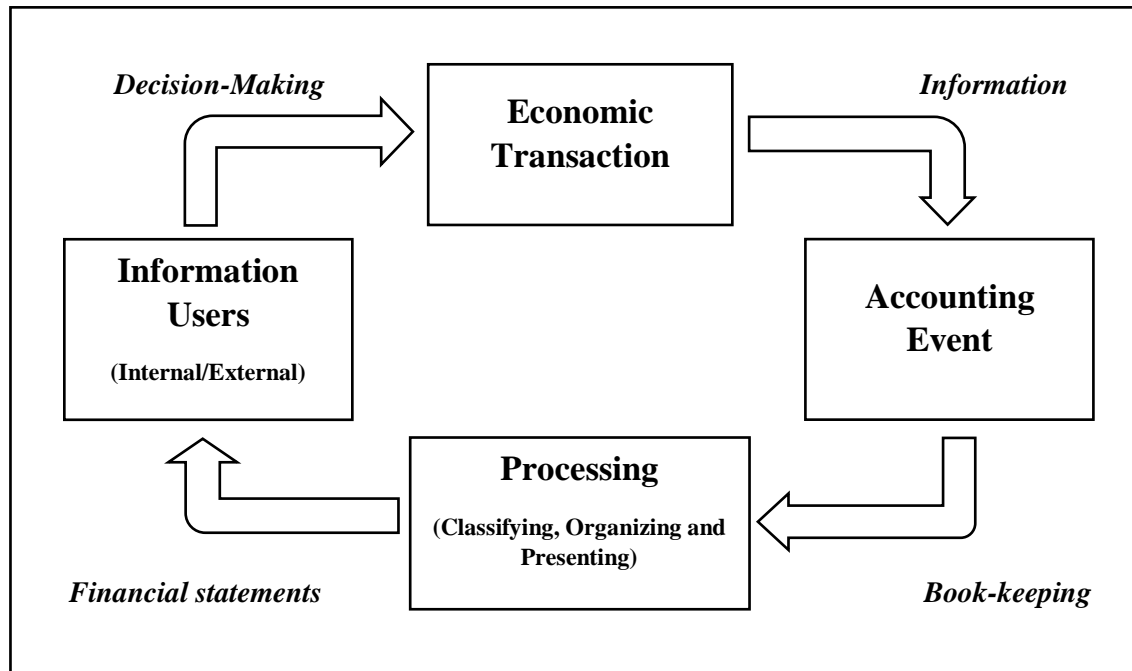 Decision-Making
Economic
Transaction
Information
Information
Users
(Internal/External)
Accounting
Event
Processing
(Classifying, Organizing and
Presenting)
Financial statements
Book-keeping